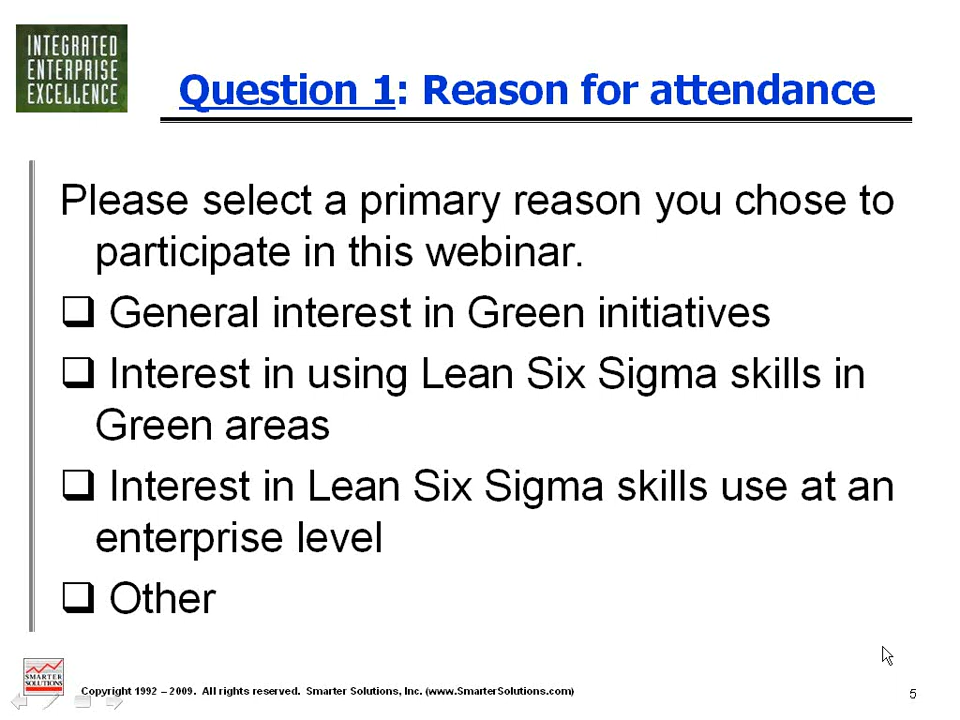 INTEGRATED
ENTERPRISE
EXCELLENCE
Question 1: Reason for attendance
Please select a primary reason you chose to
participate in this webinar.
General interest in Green initiatives
Interest in using Lean Six Sigma skills in
Green areas
Interest in Lean Six Sigma skills use at an
enterprise level
Other
SMARTER
SOLUTIONS
Copyright 1992 – 2009. All rights reserved. Smarter Solutions, Inc. (www.SmarterSolutions.com)
5